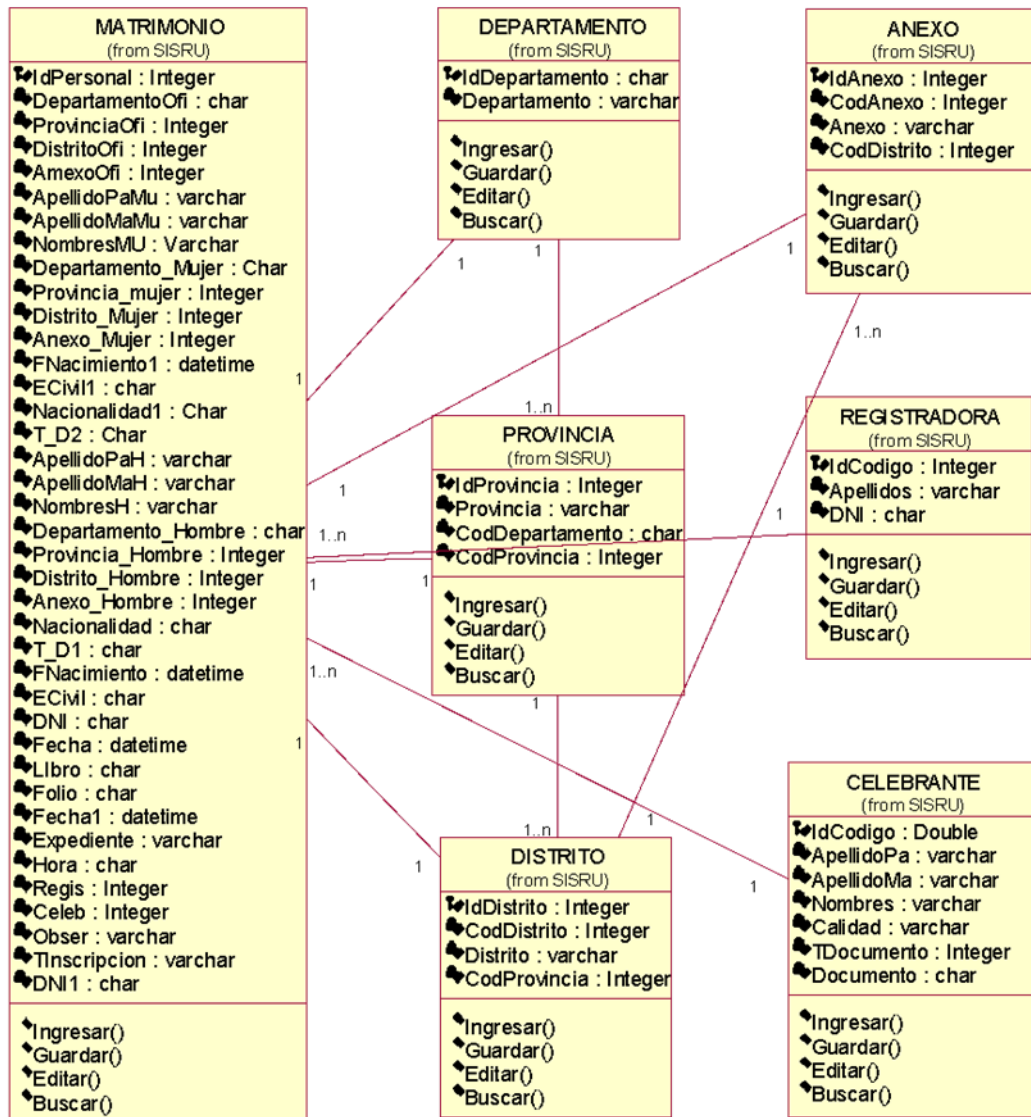 MATRIMONIO
(from SISRU)
IdPersonal : Integer
DepartamentoOfi : char
ProvinciaOfi : Integer
DistritoOfi : Integer
AmexoOfi : Integer
ApellidoPaMu : varchar
ApellidoMaMu : varchar
NombresMU : Varchar
Departamento_Mujer : Char
Provincia_mujer : Integer
Distrito_Mujer : Integer
Anexo_Mujer : Integer
FNacimiento1 : datetime
ECivil1 : char
Nacionalidad1 : Char
T_D2 : Char
ApellidoPaH : varchar
ApellidoMaH : varchar
NombresH : varchar
Departamento_Hombre : char
Provincia_Hombre : Integer
Distrito_Hombre : Integer
Anexo_Hombre : Integer
Nacionalidad : char
T_D1 : char
FNacimiento : datetime
ECivil : char
DNI : char
Fecha : datetime
LIbro : char
Folio : char
Fecha1 : datetime
Expediente : varchar
Hora : char
Regis : Integer
Celeb : Integer
Obser : varchar
TInscripcion : varchar
DNI1 : char
Ingresar()
Guardar()
Editar()
Buscar()
DEPARTAMENTO
(from SISRU)
IdDepartamento : char
Departamento : varchar
Ingresar()
Guardar()
Editar()
Buscar()
ANEXO
(from SISRU)
IdAnexo : Integer
CodAnexo : Integer
Anexo : varchar
CodDistrito : Integer
Ingresar()
Guardar()
Editar()
Buscar()
1
1
1
1
1..n
1..n
1
PROVINCIA
(from SISRU)
IdProvincia : Integer
Provincia : varchar
CodDepartamento : char
CodProvincia : Integer
Ingresar()
Guardar()
Editar()
Buscar()
REGISTRADORA
(from SISRU)
IdCodigo : Integer
Apellidos : varchar
DNI : char
Ingresar()
Guardar()
Editar()
Buscar()
1..n
1
1
1
1..n
1
1
1..n
1
1
1
DISTRITO
(from SISRU)
IdDistrito : Integer
CodDistrito : Integer
Distrito : varchar
CodProvincia : Integer
Ingresar()
Guardar()
Editar()
Buscar()
CELEBRANTE
(from SISRU)
IdCodigo : Double
ApellidoPa : varchar
ApellidoMa : varchar
Nombres : varchar
Calidad : varchar
TDocumento : Integer
Documento : char
Ingresar()
Guardar()
Editar()
Buscar()